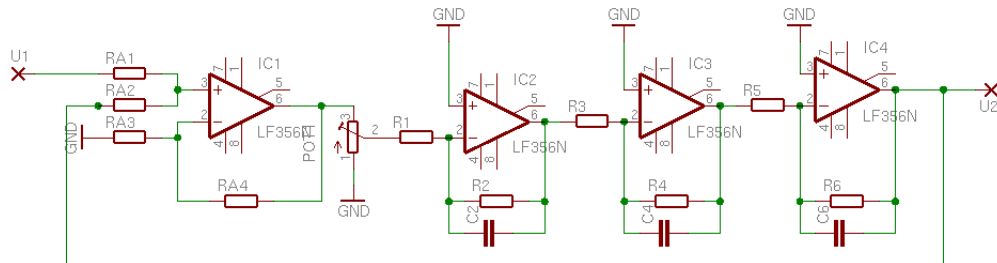 U1
RA1
RA2
RA3
GND
RA4
3
2
7
1
4
8
5
6
IC1
LF356N
POT1
3
2
1
GND
R1
GND
3
2
7
1
4
8
5
6
IC2
LF356N
R2
C2
R3
GND
3
2
7
1
4
8
5
6
IC3
LF356N
R4
C4
R5
GND
3
2
7
1
4
8
5
6
IC4
LF356N
R6
C6
U2